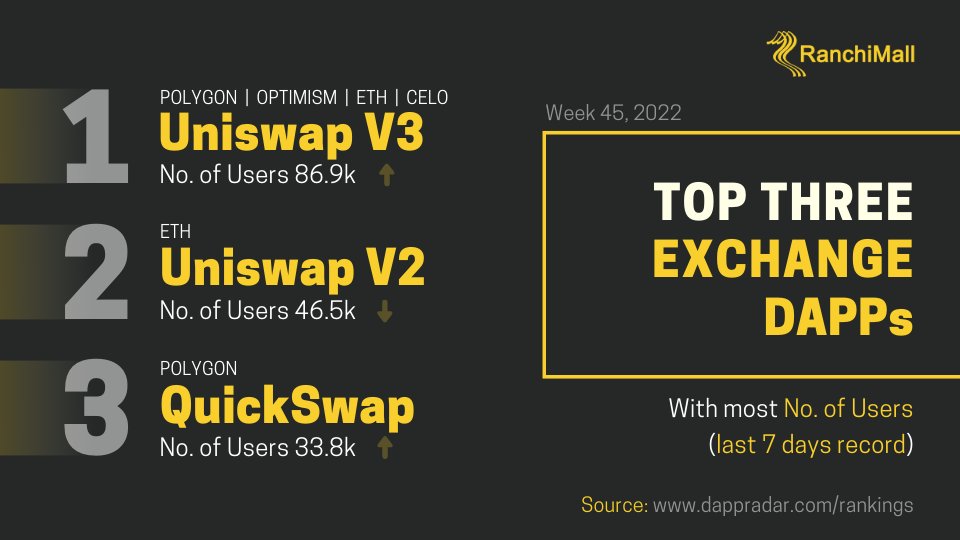 RanchiMall
1
POLYGON | OPTIMISM | ETH | CELO
Uniswap V3
No. of Users 86.9k
2
ETH
Uniswap V2
No. of Users 46.5k
3
POLYGON
QuickSwap
No. of Users 33.8k
Week 45, 2022
TOP THREE
EXCHANGE
DAPPs
With most No. of Users
(last 7 days record)
Source: www.dappradar.com/rankings